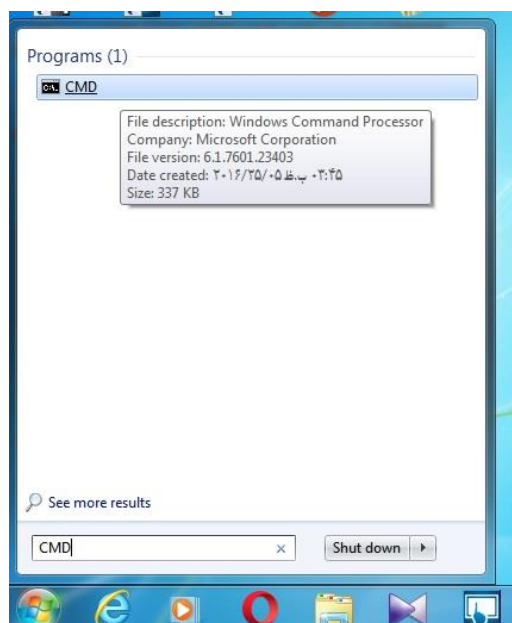 Programs (1)
CMD
File description: Windows Command Processor
Company: Microsoft Corporation
File version: 6.1.7601.23403
Date created: ۲۰۱۶/۲۵/۰۵ ب.ظ ۰۳:۴۵
Size: 337 KB
See more results
CMD
Shut down